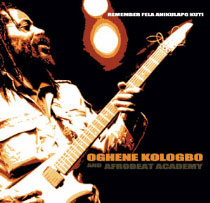 REMEMBER FELA ANIKULAPO KUTI
OGHENE KOLOGBO
AND AFROBEAT ACADEMY